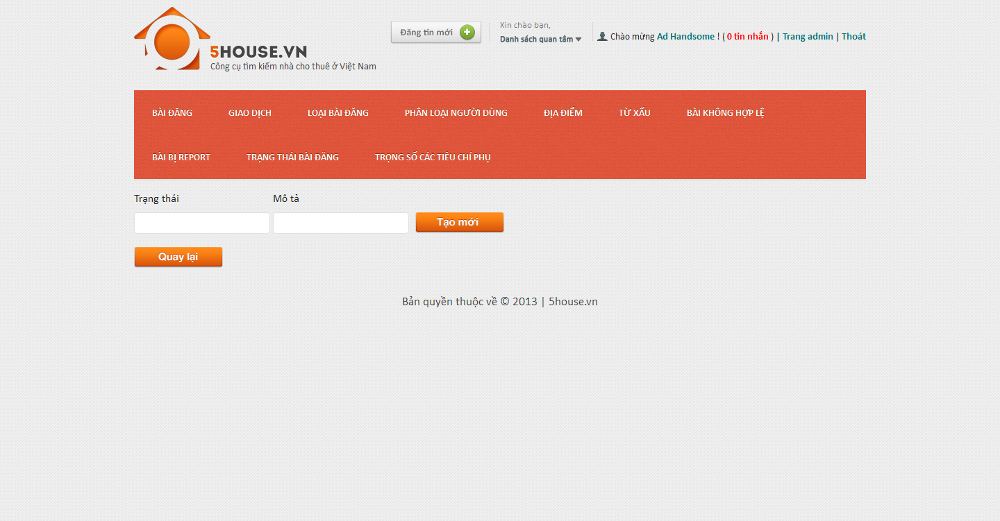 5HOUSE.VN
Công cụ tìm kiếm nhà cho thuê ở Việt Nam
Đăng tin mới
Xin chào bạn,
Danh sách quan tâm
Chào mừng Ad Handsome ! ( 0 tin nhắn ) | Trang admin | Thoát
BÀI ĐĂNG GIAO DỊCH LOẠI BÀI ĐĂNG PHÂN LOẠI NGƯỜI DÙNG ĐỊA ĐIỂM TỪ XẤU BÀI KHÔNG HỢP LỆ
BÀI BỊ REPORT TRẠNG THÁI BÀI ĐĂNG TRỌNG SỐ CÁC TIÊU CHÍ PHỤ
Trạng thái Mô tả
Tạo mới
Quay lại
Bản quyền thuộc về © 2013 | 5house.vn